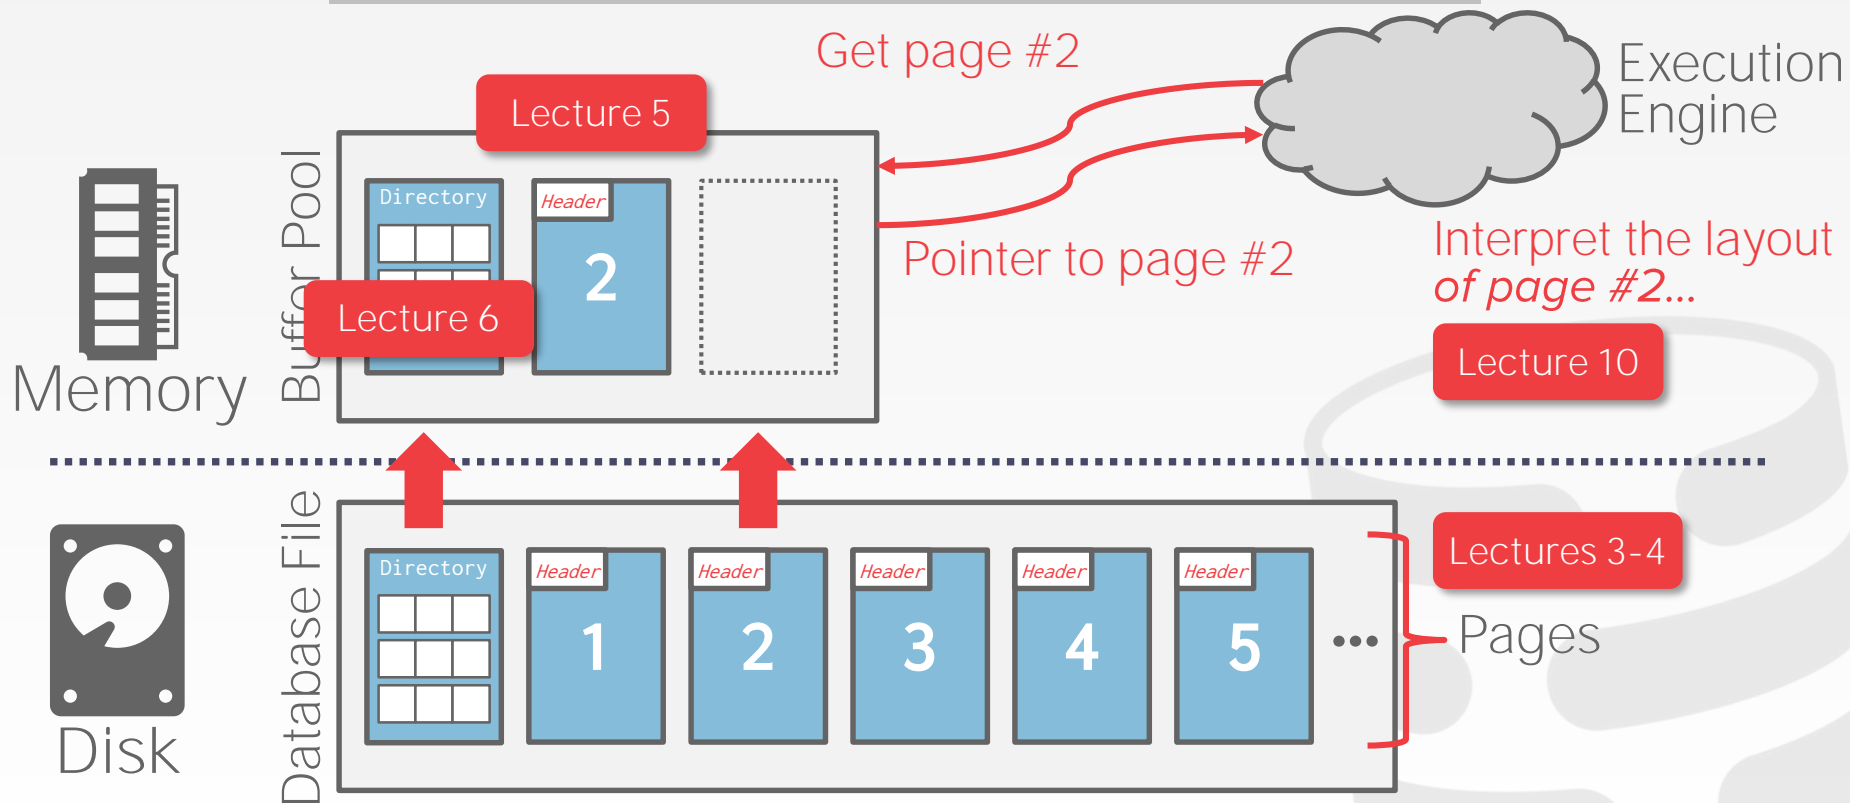 Get page #2
Execution
Engine
Lecture 5
Buffer Pool
Directory
Header
2
Pointer to page #2
Interpret the layout
of page #2...
Lecture 6
Lecture 10
Memory
Database File
Lectures 3-4
Directory
Header
Header
Header
Header
Header
1
2
3
4
5
...
Pages
Disk